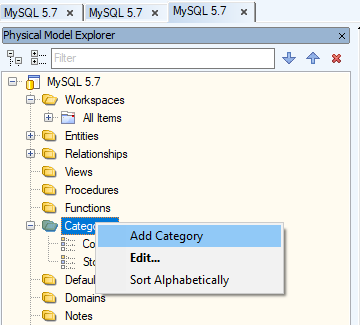 MySQL 5.7 MySQL 5.7 MySQL 5.7
Physical Model Explorer
Filter
MySQL 5.7
Workspaces
All Items
Entities
Relationships
Views
Procedures
Functions
Add Category
Edit...
Sort Alphabetically
Domains
Notes